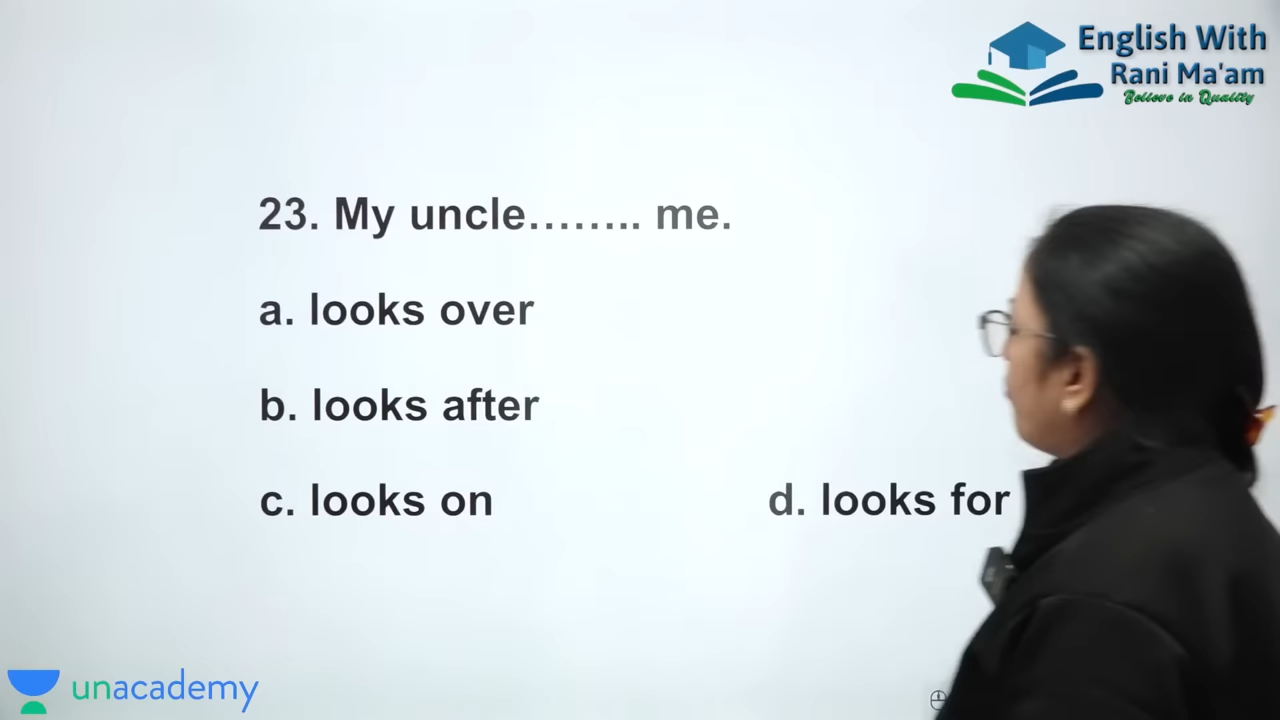 English With
Rani Ma'am
Believe in Quality
23. My uncle…….. me.
a. looks over
b. looks after
c. looks on
d. looks for
unacademy